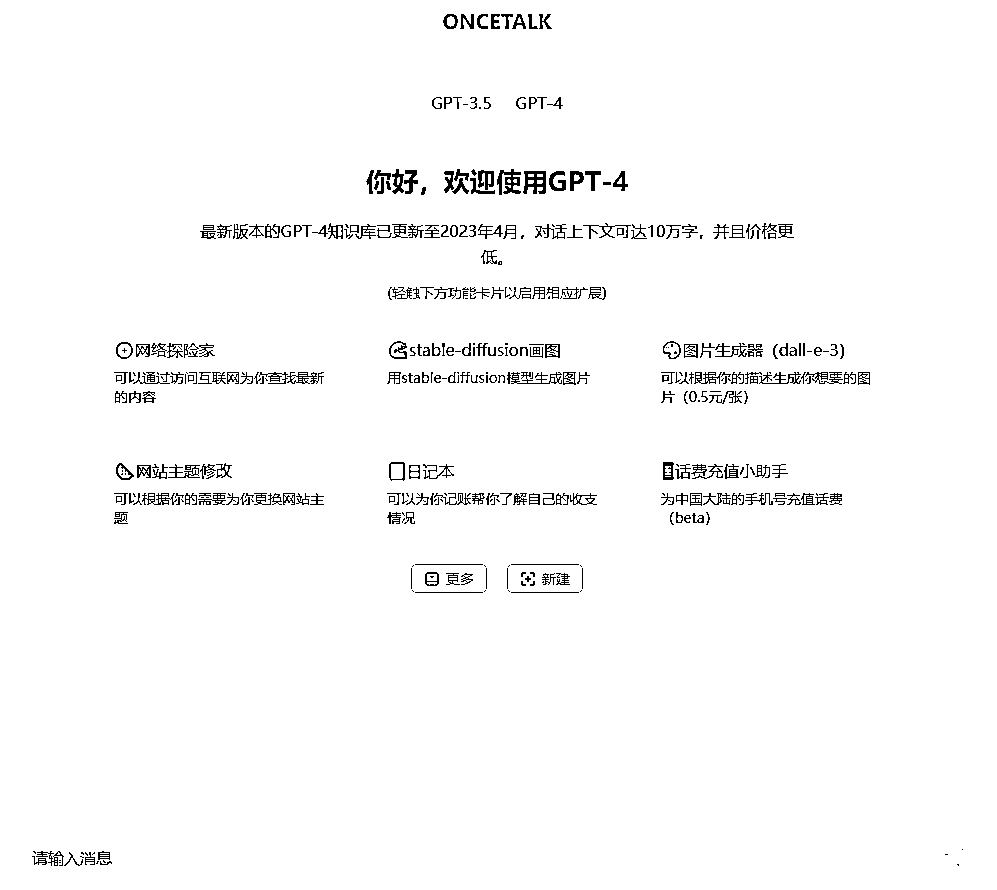 ONCETALK
GPT-3.5 GPT-4
你好，欢迎使用GPT-4
最新版本的GPT-4知识库已更新至2023年4月，对话上下文可达10万字，并且价格更
低。
(轻触下方功能卡片以启用相应扩展)
网络探险家
可以通过访问互联网为你查找最新
的内容
stable-diffusion画图
用stable-diffusion模型生成图片
图片生成器（dall-e-3）
可以根据你的描述生成你想要的图
片（0.5元/张）
网站主题修改
可以根据你的需要为你更换网站主
题
日记本
可以为你记账帮你了解自己的收支
情况
话费充值小助手
为中国大陆的手机号充值话费
（beta）
更多 新建
请输入消息